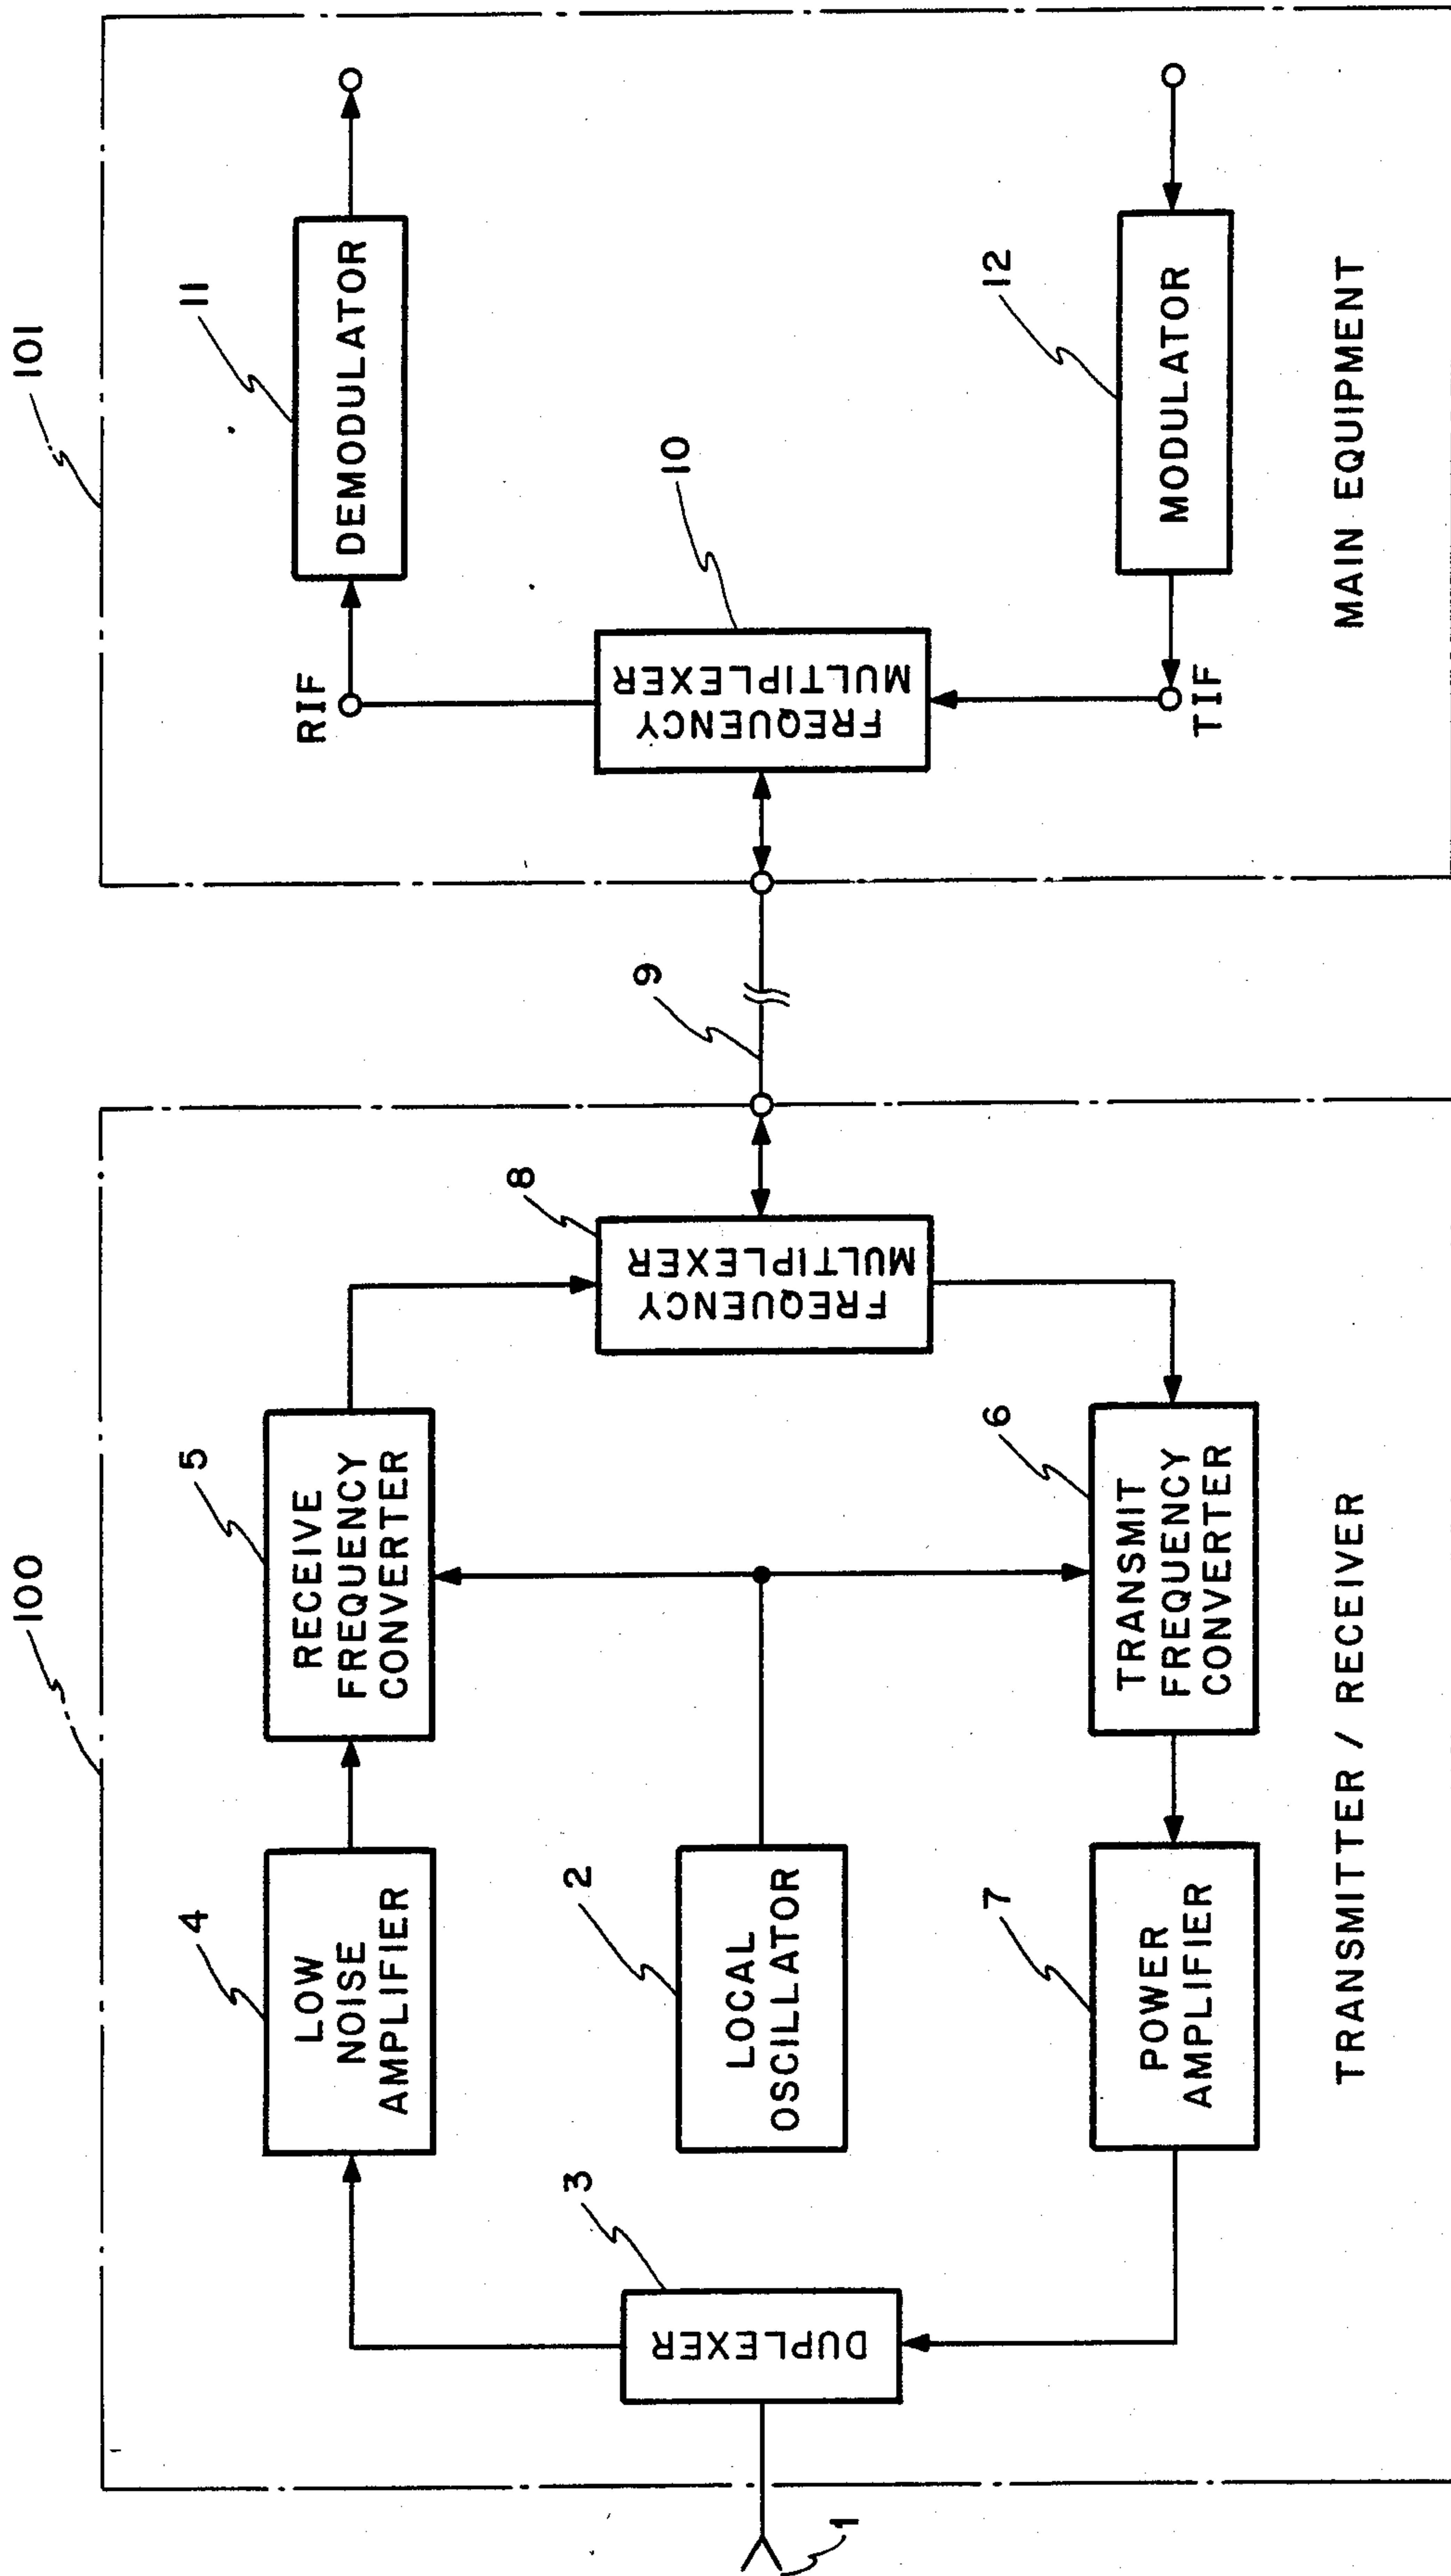 100
101
4
LOW
NOISE
AMPLIFIER
5
RECEIVE
FREQUENCY
CONVERTER
RIF
11
DEMODULATOR
1
3
DUPLEXER
2
LOCAL
OSCILLATOR
8
FREQUENCY
MULTIPLEXER
9
10
FREQUENCY
MULTIPLEXER
7
POWER
AMPLIFIER
6
TRANSMIT
FREQUENCY
CONVERTER
TIF
12
MODULATOR
TRANSMITTER / RECEIVER
MAIN EQUIPMENT